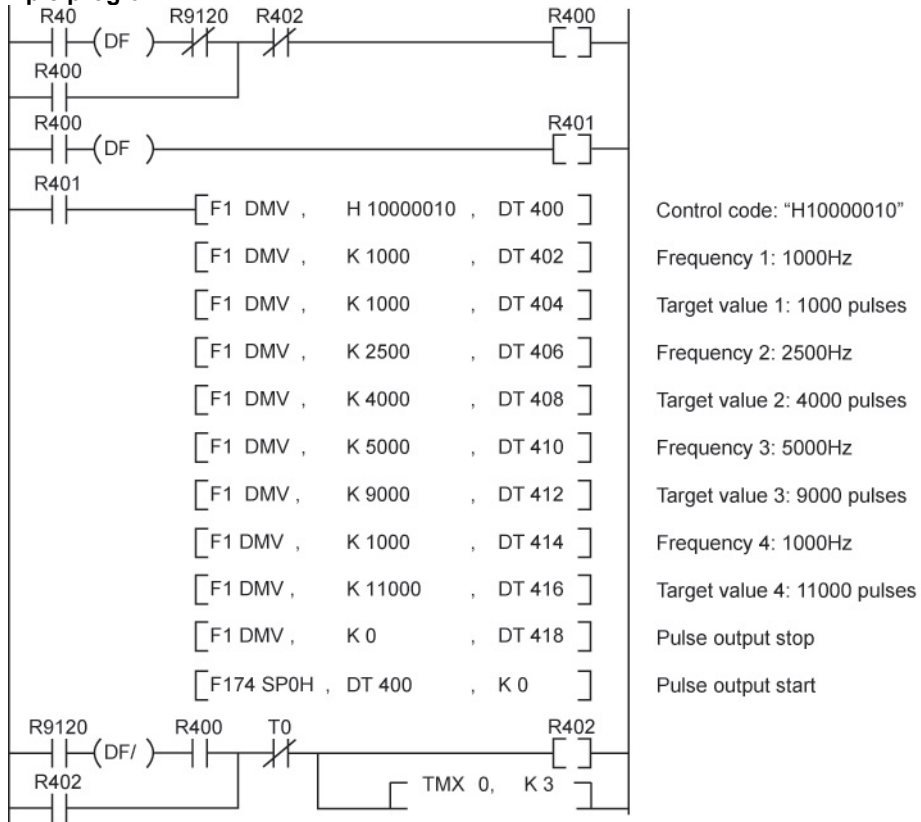 R40 R9120 R402 R400
(DF )
R400
R400 R401
(DF )
R401
F1 DMV , H 10000010 , DT 400 Control code: “H10000010”
F1 DMV , K 1000 , DT 402 Frequency 1: 1000Hz
F1 DMV , K 1000 , DT 404 Target value 1: 1000 pulses
F1 DMV , K 2500 , DT 406 Frequency 2: 2500Hz
F1 DMV , K 4000 , DT 408 Target value 2: 4000 pulses
F1 DMV , K 5000 , DT 410 Frequency 3: 5000Hz
F1 DMV , K 9000 , DT 412 Target value 3: 9000 pulses
F1 DMV , K 1000 , DT 414 Frequency 4: 1000Hz
F1 DMV , K 11000 , DT 416 Target value 4: 11000 pulses
F1 DMV , K 0 , DT 418 Pulse output stop
F174 SP0H , DT 400 , K 0 Pulse output start
R9120 R400 T0 R402
(DF/ )
R402
TMX 0, K 3